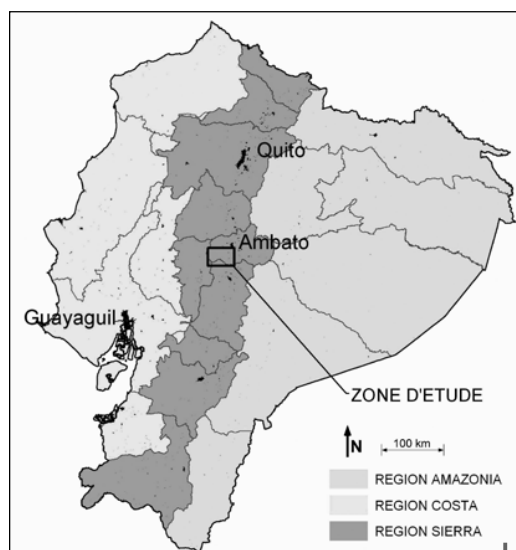 Quito
Ambato
Guayaguil
ZONE D'ETUDE
N
100 km
REGION AMAZONIA
REGION COSTA
REGION SIERRA